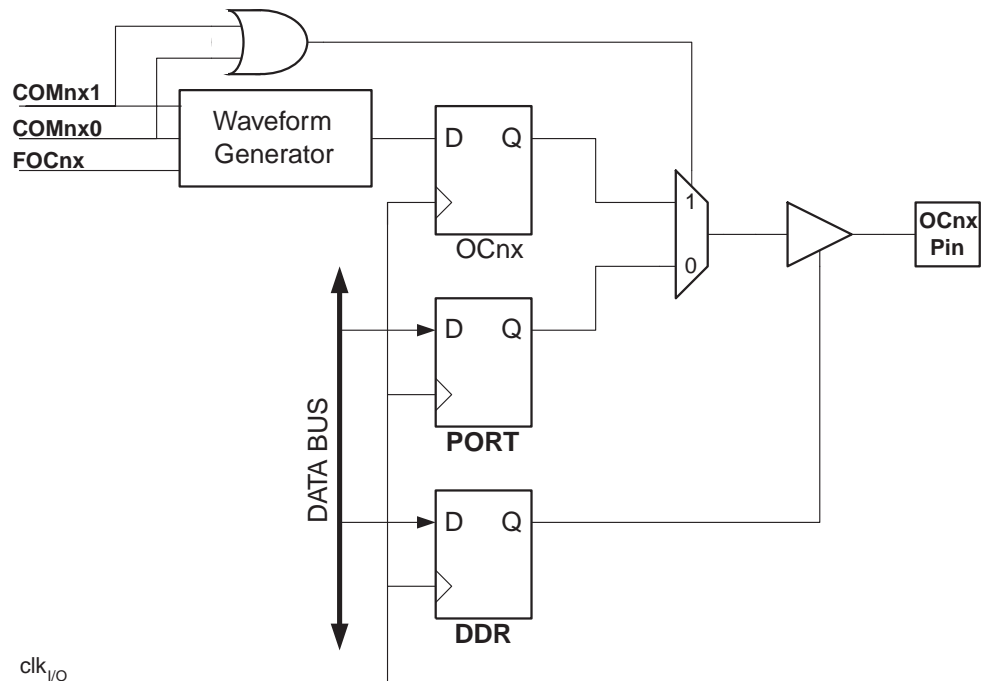 COMnx1
COMnx0
FOCnx
Waveform
Generator
D Q
OCnx
1
0
OCnx
Pin
D Q
PORT
DATA BUS
D Q
DDR
clkI/O